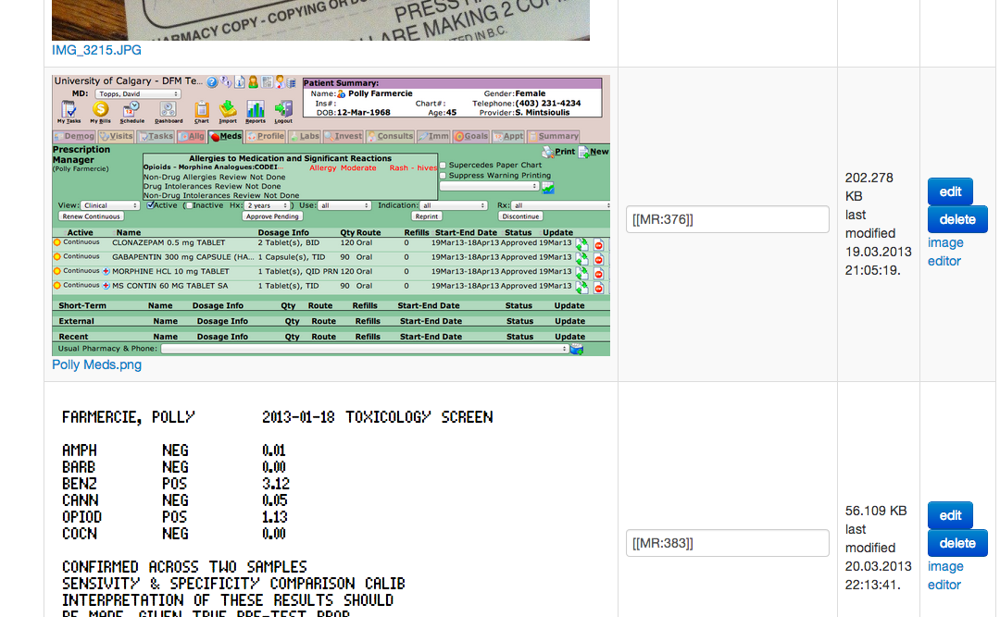 PHARMACY COPY - COPYING OR DU
PRESS H
ARE MAKING 2 COPI
TED IN B.C.
IMG_3215.JPG
University of Calgary - DFM Te...
MD: Topps, David
My Tasks My Bills Schedule Dashboard Chart Import Reports Logout
Patient Summary:
Name: Polly Farmercie Gender: Female
Ins#: Chart#: Telephone: (403) 231-4234
DOB: 12-Mar-1968 Age: 45 Provider: S. Mintsioulis
Demog Visits Tasks Allg Meds Profile Labs Invest Consults Imm Goals Appt Summary
Prescription
Manager
(Polly Farmercie)
Print New
Allergies to Medication and Significant Reactions
Opioids - Morphine Analogues:CODEI... Allergy Moderate Rash - hives
Non-Drug Allergies Review Not Done
Drug Intolerances Review Not Done
Non-Drug Intolerances Review Not Done
Supercedes Paper Chart
Suppress Warning Printing
View: Clinical Active (Inactive Hx: 2 years ) Use: all Indication: all Rx: all
Renew Continuous Approve Pending Reprint Discontinue
Active Name Dosage Info Qty Route Refills Start-End Date Status Update
Continuous CLONAZEPAM 0.5 mg TABLET 2 Tablet(s), BID 120 Oral 0 19Mar13-18Apr13 Approved 19Mar13
Continuous GABAPENTIN 300 mg CAPSULE (HA... 1 Capsule(s), TID 90 Oral 0 19Mar13-18Apr13 Approved 19Mar13
Continuous MORPHINE HCL 10 mg TABLET 1 Tablet(s), QID PRN 120 Oral 0 19Mar13-18Apr13 Approved 19Mar13
Continuous MS CONTIN 60 MG TABLET SA 1 Tablet(s), TID 90 Oral 0 19Mar13-18Apr13 Approved 19Mar13
Short-Term Name Dosage Info Qty Route Refills Start-End Date Status Update
External Name Dosage Info Qty Route Refills Start-End Date Status Update
Recent Name Dosage Info Qty Route Refills Start-End Date Status Update
Usual Pharmacy & Phone:
Polly Meds.png
[[MR:376]]
202.278
KB
last
modified
19.03.2013
21:05:19.
edit
delete
image
editor
FARMERCIE, POLLY 2013-01-18 TOXICOLOGY SCREEN
AMPH NEG 0.01
BARB NEG 0.00
BENZ POS 3.12
CANN NEG 0.05
OPIOD POS 1.13
COCN NEG 0.00
CONFIRMED ACROSS TWO SAMPLES
SENSIVITY & SPECIFICITY COMPARISON CALIB
INTERPRETATION OF THESE RESULTS SHOULD
BE MADE GIVEN TRUE PRE-TEST PROB
[[MR:383]]
56.109 KB
last
modified
20.03.2013
22:13:41.
edit
delete
image
editor